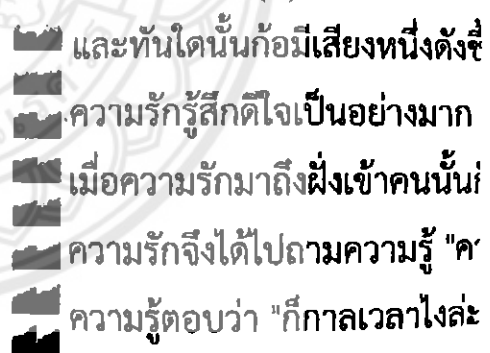 และทันใดนั้นก้อมีเสียงหนึ่งดังขึ้
ความรักรู้สึกดีใจเป็นอย่างมาก
เมื่อความรักมาถึงฝั่งเข้าคนนั้น
ความรักจึงได้ไปถามความรู้ "ค
ความรู้ตอบว่า "ก็กาลเวลาไงล่ะ